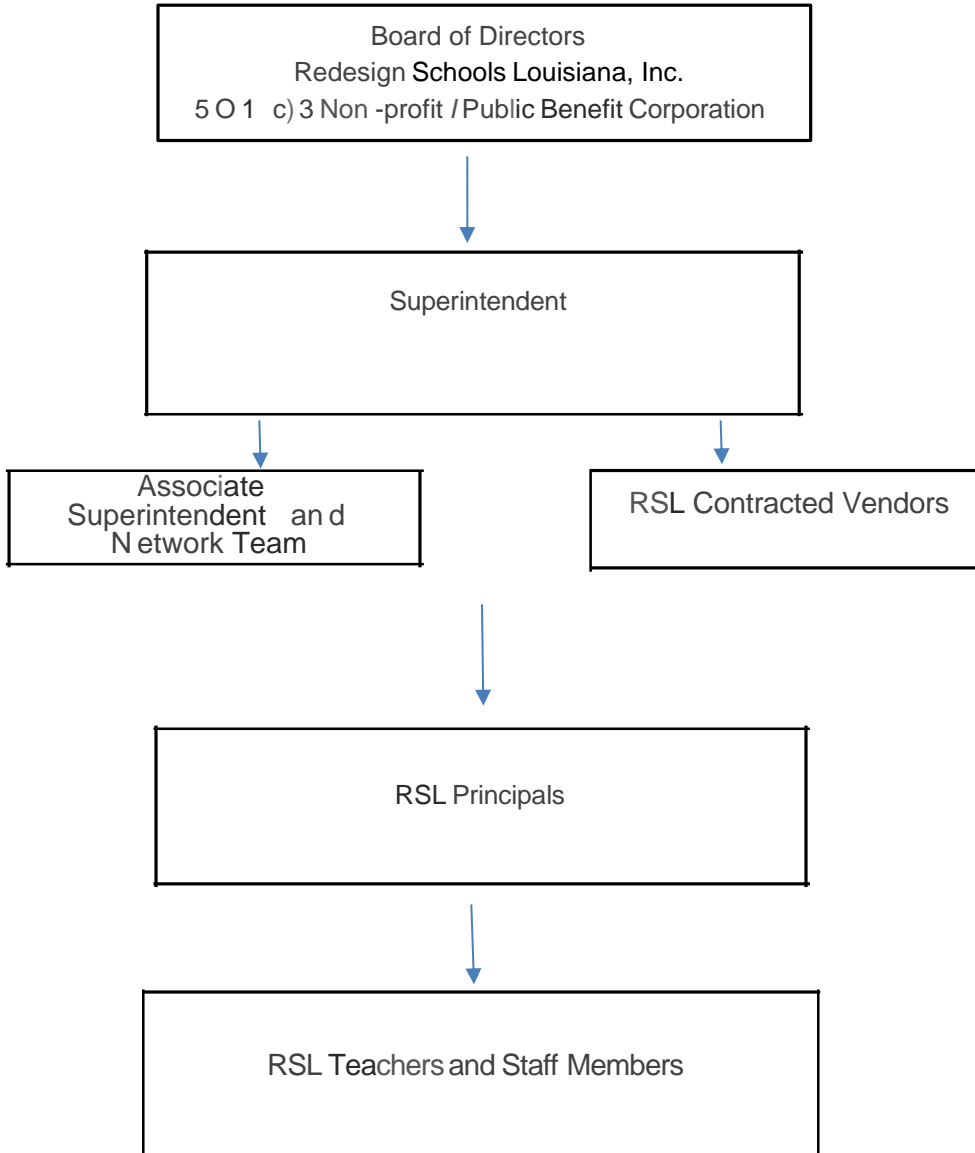 Board of Directors
Redesign Schools Louisiana, Inc.
5 O 1 c) 3 Non -profit / Public Benefit Corporation
Superintendent
Associate
Superintendent an d
N etwork Team
RSL Contracted Vendors
RSL Principals
RSL Teachers and Staff Members